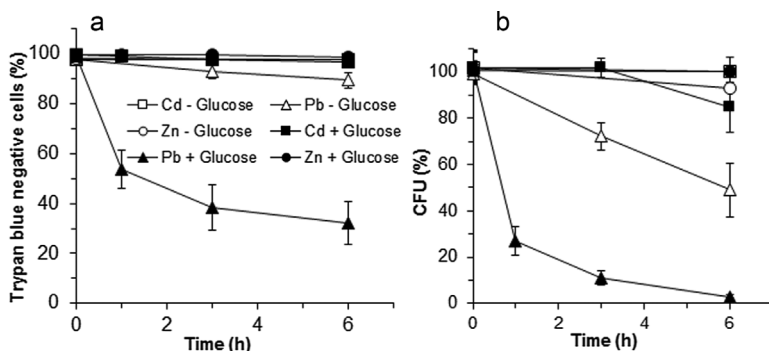 a
Trypan blue negative cells (%)
100
80
60
40
20
0
Cd - Glucose
Pb - Glucose
Zn - Glucose
Cd + Glucose
Pb + Glucose
Zn + Glucose
0 2 4 6
Time (h)
b
CFU (%)
100
80
60
40
20
0
0 2 4 6
Time (h)